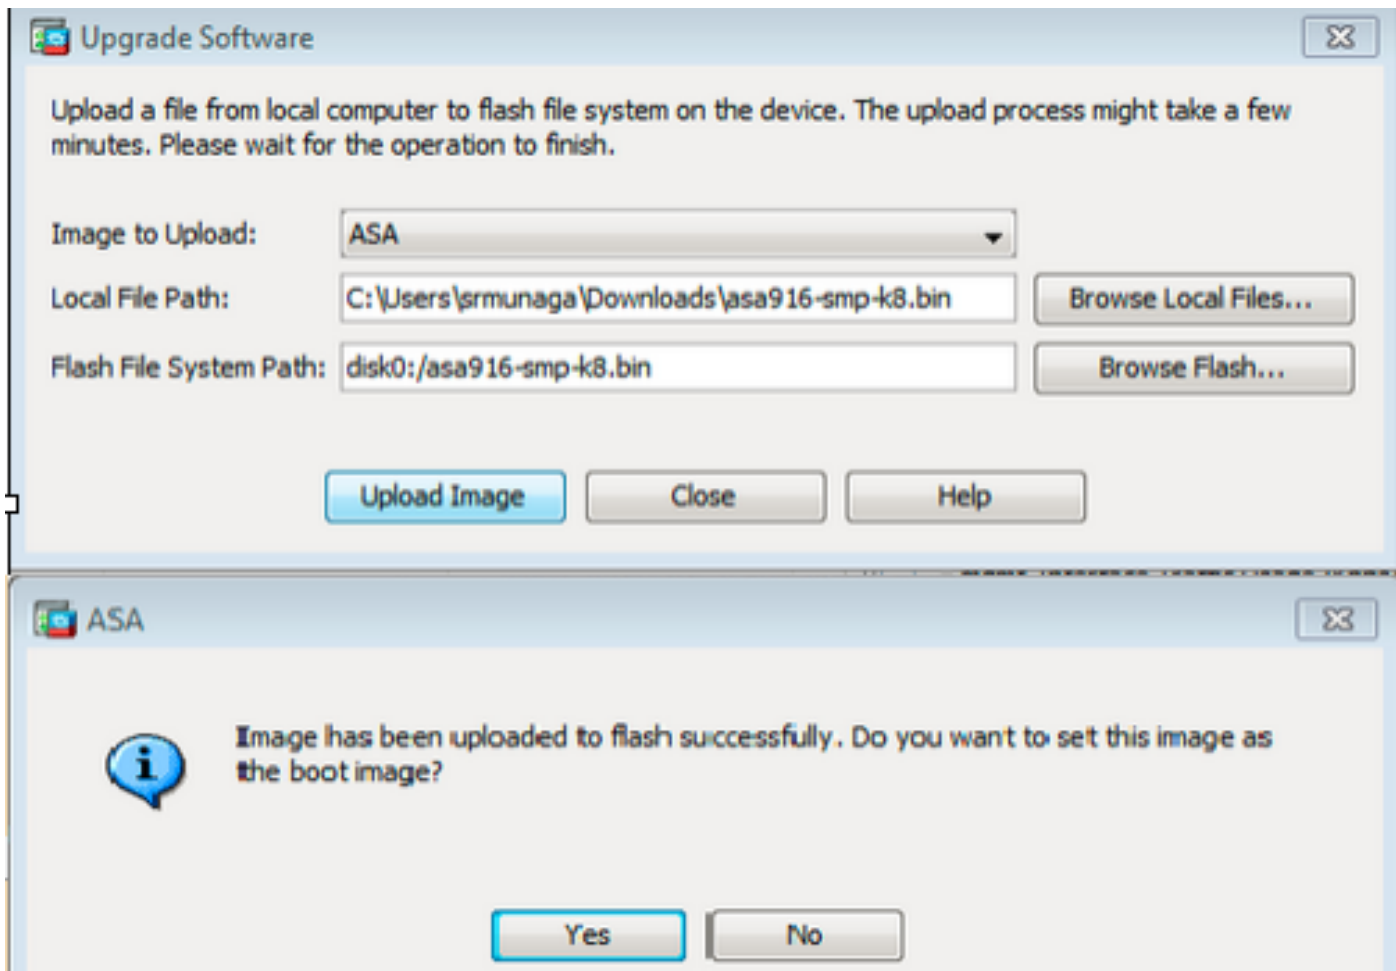 Upgrade Software
Upload a file from local computer to flash file system on the device. The upload process might take a few
minutes. Please wait for the operation to finish.
Image to Upload:
ASA
Local File Path:
C:\Users\srmunaga\Downloads\asa916-smp-k8.bin
Browse Local Files...
Flash File System Path:
disk0:/asa916-smp-k8.bin
Browse Flash...
Upload Image
Close
Help
ASA
Image has been uploaded to flash successfully. Do you want to set this image as
the boot image?
Yes
No